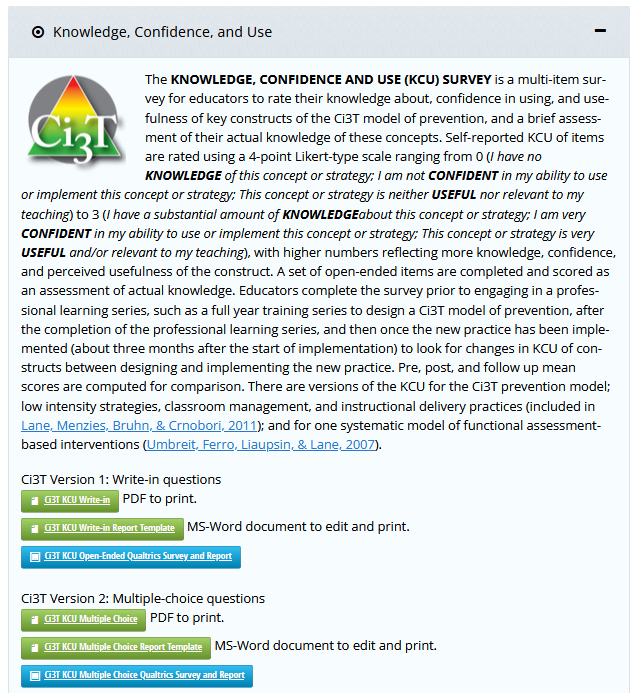 Knowledge, Confidence, and Use
Ci3T
The KNOWLEDGE, CONFIDENCE AND USE (KCU) SURVEY is a multi-item sur-
vey for educators to rate their knowledge about, confidence in using, and use-
fulness of key constructs of the Ci3T model of prevention, and a brief assess-
ment of their actual knowledge of these concepts. Self-reported KCU of items
are rated using a 4-point Likert-type scale ranging from 0 (I have no
KNOWLEDGE of this concept or strategy; I am not CONFIDENT in my ability to use
or implement this concept or strategy; This concept or strategy is neither USEFUL nor relevant to my
teaching) to 3 (I have a substantial amount of KNOWLEDGEabout this concept or strategy; I am very
CONFIDENT in my ability to use or implement this concept or strategy; This concept or strategy is very
USEFUL and/or relevant to my teaching), with higher numbers reflecting more knowledge, confidence,
and perceived usefulness of the construct. A set of open-ended items are completed and scored as
an assessment of actual knowledge. Educators complete the survey prior to engaging in a profes-
sional learning series, such as a full year training series to design a Ci3T model of prevention, after
the completion of the professional learning series, and then once the new practice has been imple-
mented (about three months after the start of implementation) to look for changes in KCU of con-
structs between designing and implementing the new practice. Pre, post, and follow up mean
scores are computed for comparison. There are versions of the KCU for the Ci3T prevention model;
low intensity strategies, classroom management, and instructional delivery practices (included in
Lane, Menzies, Bruhn, & Crnobori, 2011); and for one systematic model of functional assessment-
based interventions (Umbreit, Ferro, Liaupsin, & Lane, 2007).
Ci3T Version 1: Write-in questions
Ci3T KCU Write-in PDF to print.
Ci3T KCU Write-in Report Template MS-Word document to edit and print.
Ci3T KCU Open-Ended Qualtrics Survey and Report
Ci3T Version 2: Multiple-choice questions
Ci3T KCU Multiple Choice PDF to print.
Ci3T KCU Multiple Choice Report Template MS-Word document to edit and print.
Ci3T KCU Multiple Choice Qualtrics Survey and Report